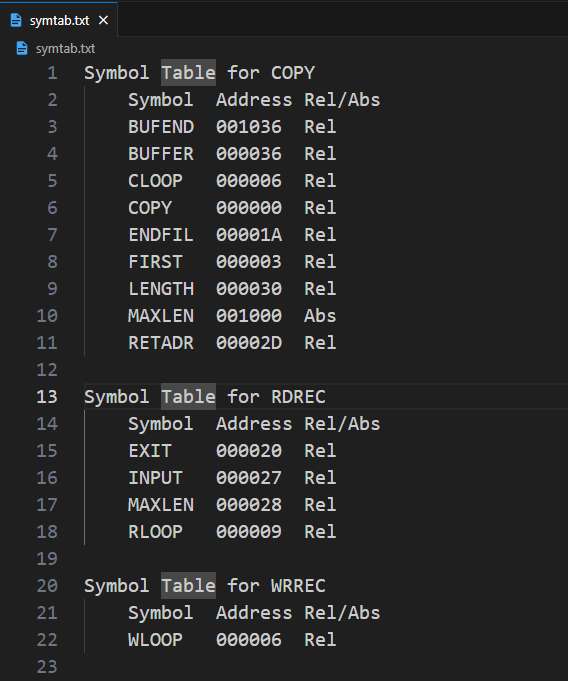 symtab.txt ×
symtab.txt
1 Symbol Table for COPY
2     Symbol  Address Rel/Abs
3     BUFEND  001036  Rel
4     BUFFER  000036  Rel
5     CLOOP   000006  Rel
6     COPY    000000  Rel
7     ENDFIL  00001A  Rel
8     FIRST   000003  Rel
9     LENGTH  000030  Rel
10     MAXLEN  001000  Abs
11     RETADR  00002D  Rel
12
13 Symbol Table for RDREC
14     Symbol  Address Rel/Abs
15     EXIT    000020  Rel
16     INPUT   000027  Rel
17     MAXLEN  000028  Rel
18     RLOOP   000009  Rel
19
20 Symbol Table for WRREC
21     Symbol  Address Rel/Abs
22     WLOOP   000006  Rel
23